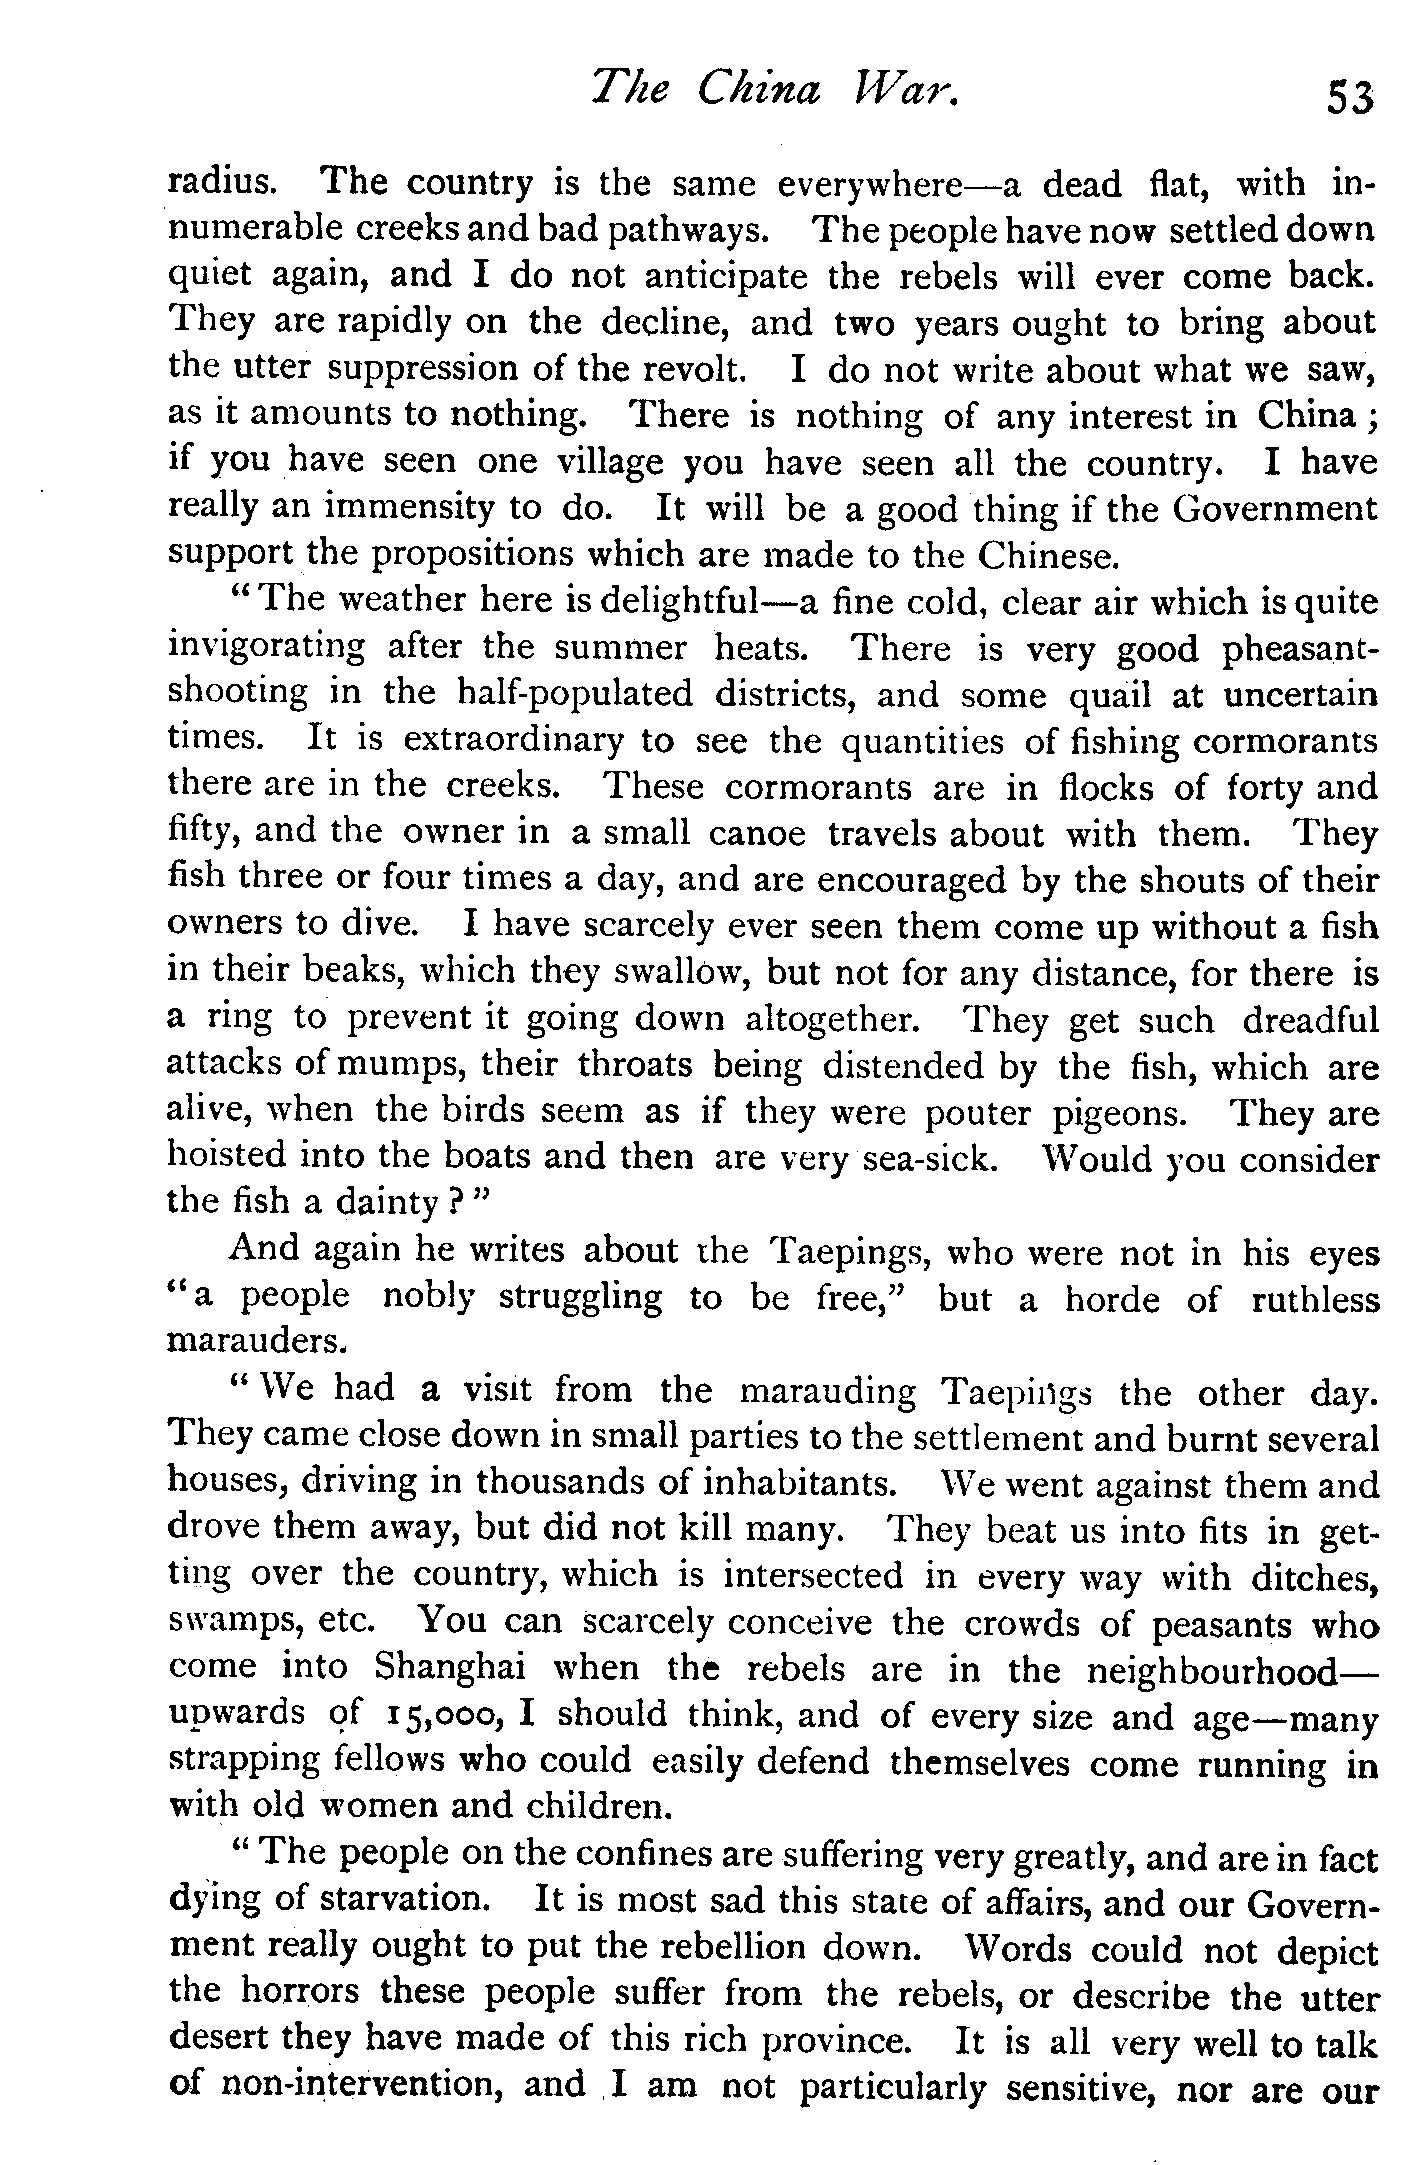 The China War. 53
radius. The country is the same everywhere—a dead flat, with in-
numerable creeks and bad pathways. The people have now settled down
quiet again, and I do not anticipate the rebels will ever come back.
They are rapidly on the decline, and two years ought to bring about
the utter suppression of the revolt. I do not write about what we saw,
as it amounts to nothing. There is nothing of any interest in China ;
if you have seen one village you have seen all the country. I have
really an immensity to do. It will be a good thing if the Government
support the propositions which are made to the Chinese.
“ The weather here is delightful—a fine cold, clear air which is quite
invigorating after the summer heats. There is very good pheasant-
shooting in the half-populated districts, and some quail at uncertain
times. It is extraordinary to see the quantities of fishing cormorants
there are in the creeks. These cormorants are in flocks of forty and
fifty, and the owner in a small canoe travels about with them. They
fish three or four times a day, and are encouraged by the shouts of their
owners to dive. I have scarcely ever seen them come up without a fish
in their beaks, which they swallow, but not for any distance, for there is
a ring to prevent it going down altogether. They get such dreadful
attacks of mumps, their throats being distended by the fish, which are
alive, when the birds seem as if they were pouter pigeons. They are
hoisted into the boats and then are very sea-sick. Would you consider
the fish a dainty ? ”
And again he writes about the Taepings, who were not in his eyes
“ a people nobly struggling to be free,” but a horde of ruthless
marauders.
“ We had a visit from the marauding Taepings the other day.
They came close down in small parties to the settlement and burnt several
houses, driving in thousands of inhabitants. We went against them and
drove them away, but did not kill many. They beat us into fits in get-
ting over the country, which is intersected in every way with ditches,
swamps, etc. You can scarcely conceive the crowds of peasants who
come into Shanghai when the rebels are in the neighbourhood—
upwards of 15,000, I should think, and of every size and age—many
strapping fellows who could easily defend themselves come running in
with old women and children.
“ The people on the confines are suffering very greatly, and are in fact
dying of starvation. It is most sad this state of affairs, and our Govern-
ment really ought to put the rebellion down. Words could not depict
the horrors these people suffer from the rebels, or describe the utter
desert they have made of this rich province. It is all very well to talk
of non-intervention, and I am not particularly sensitive, nor are our